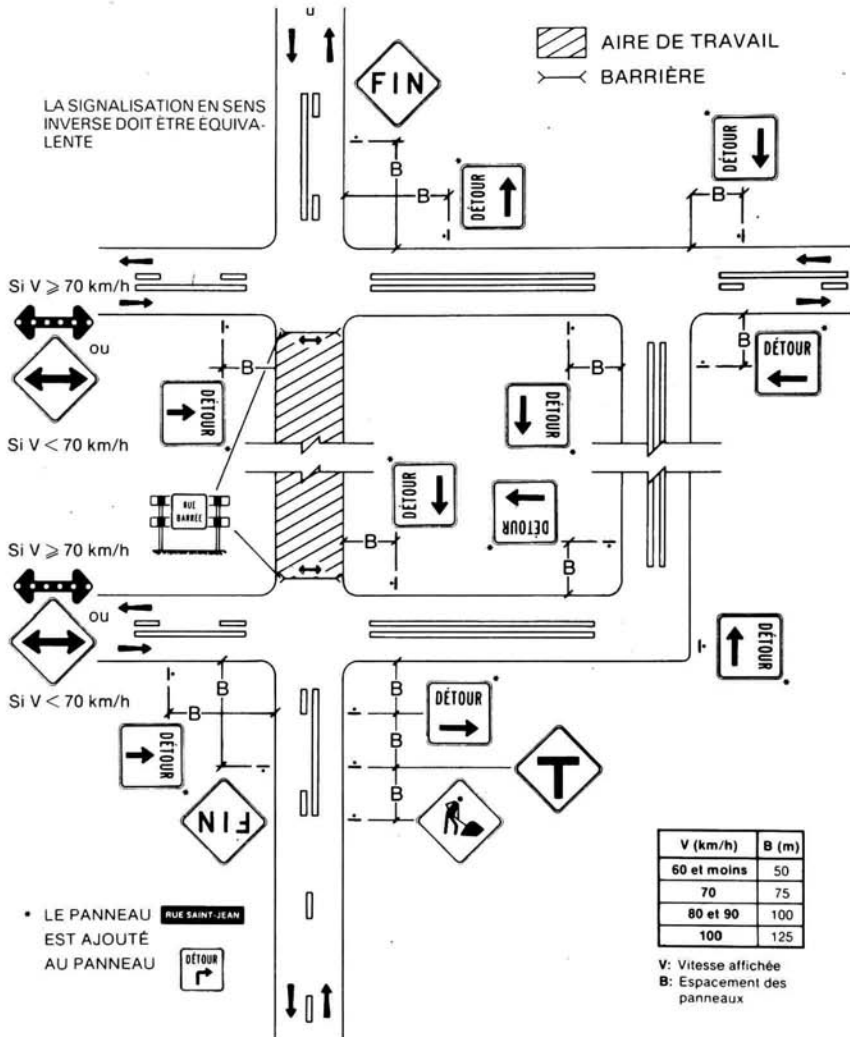 AIRE DE TRAVAIL
FIN
BARRIÈRE
LA SIGNALISATION EN SENS
INVERSE DOIT ÊTRE ÉQUIVA-
LENTE
DÉTOUR
B
B
DÉTOUR
B
Si V ⩾ 70 km/h
ou
B
DÉTOUR
B
DÉTOUR
B
DÉTOUR
Si V < 70 km/h
DÉTOUR
DÉTOUR
RUE
BARRÉE
B
B
Si V ⩾ 70 km/h
ou
DÉTOUR
Si V < 70 km/h
B
B
B
DÉTOUR
DÉTOUR
B
T
B
FIN
V (km/h) B (m)
60 et moins 50
70 75
80 et 90 100
100 125
V: Vitesse affichée
B: Espacement des
panneaux
* LE PANNEAU RUE SAINT-JEAN
EST AJOUTÉ
AU PANNEAU DÉTOUR